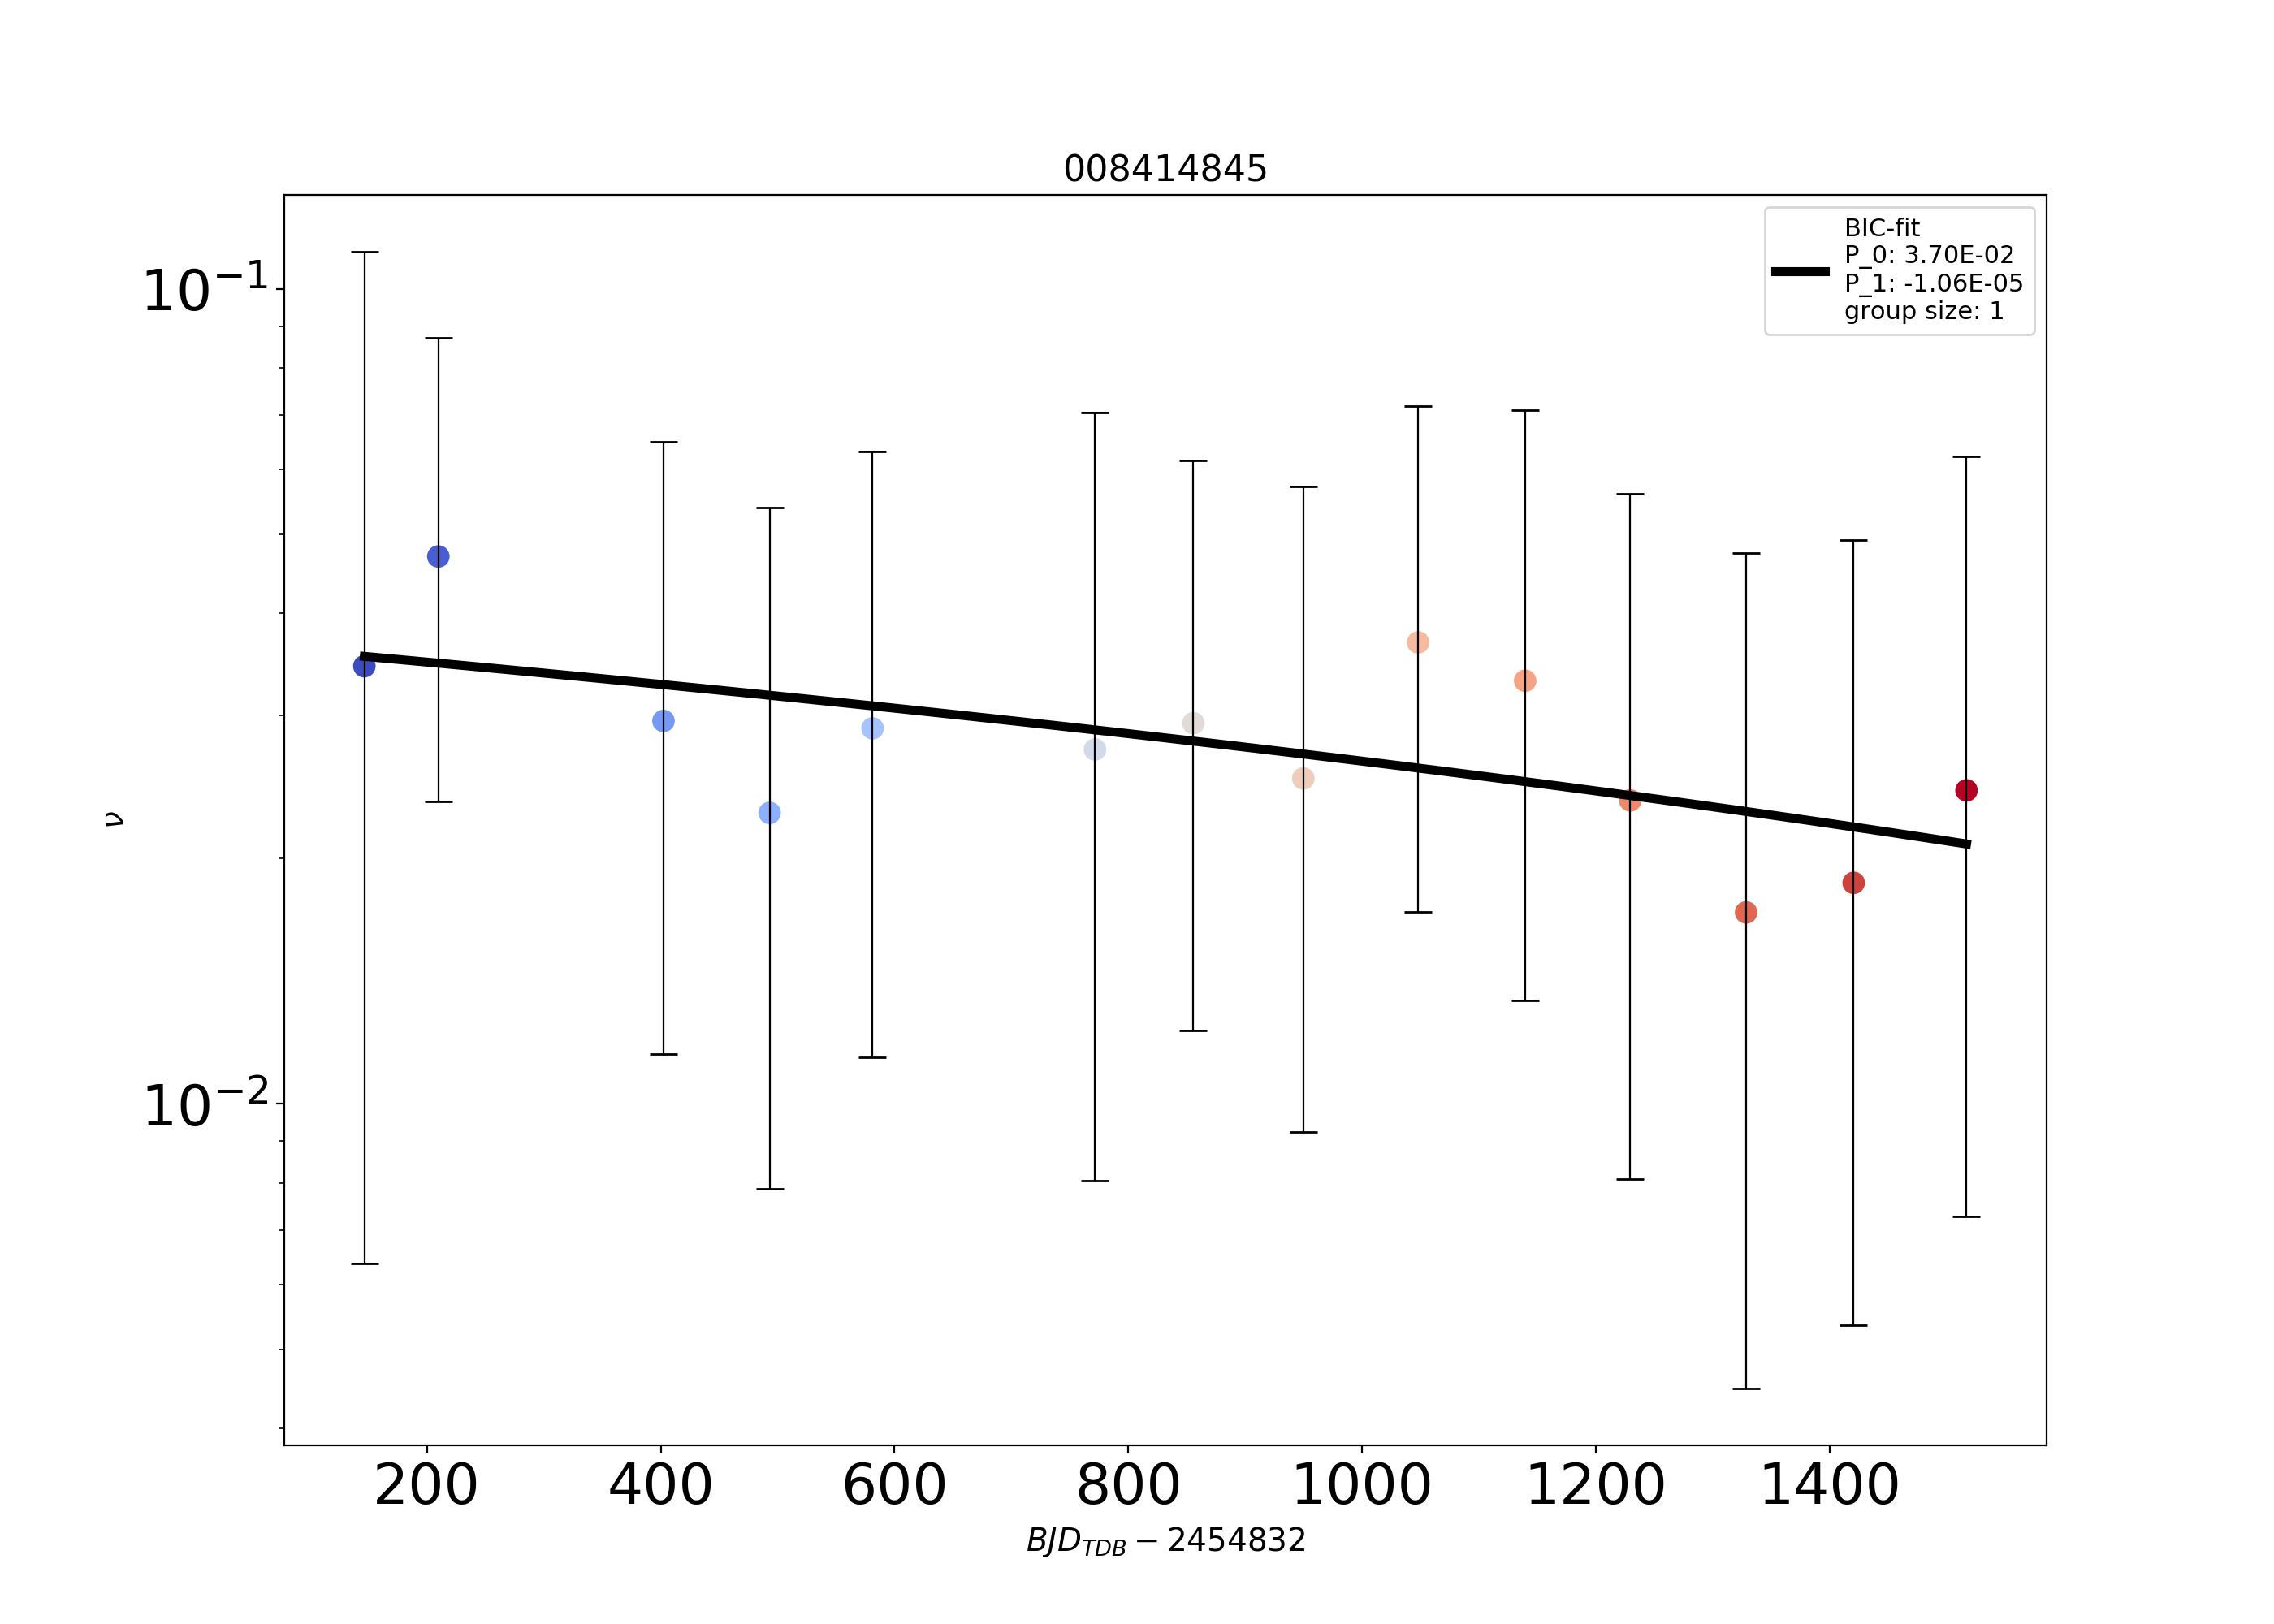 008414845
BIC-fit
P_0: 3.70E-02
P_1: -1.06E-05
group size: 1
10⁻¹
10⁻²
ν
200 400 600 800 1000 1200 1400
BJD_TDB − 2454832